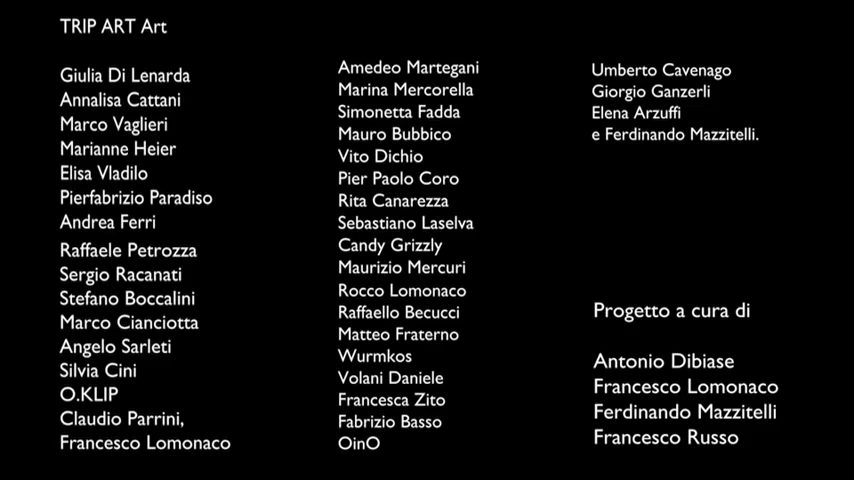 TRIP ART Art
Giulia Di Lenarda
Annalisa Cattani
Marco Vaglieri
Marianne Heier
Elisa Vladilo
Pierfabrizio Paradiso
Andrea Ferri
Raffaele Petrozza
Sergio Racanati
Stefano Boccalini
Marco Cianciotta
Angelo Sarleti
Silvia Cini
O.KLIP
Claudio Parrini,
Francesco Lomonaco
Amedeo Martegani
Marina Mercorella
Simonetta Fadda
Mauro Bubbico
Vito Dichio
Pier Paolo Coro
Rita Canarezza
Sebastiano Laselva
Candy Grizzly
Maurizio Mercuri
Rocco Lomonaco
Raffaello Becucci
Matteo Fraterno
Wurmkos
Volani Daniele
Francesca Zito
Fabrizio Basso
OinO
Umberto Cavenago
Giorgio Ganzerli
Elena Arzuffi
e Ferdinando Mazzitelli.
Progetto a cura di
Antonio Dibiase
Francesco Lomonaco
Ferdinando Mazzitelli
Francesco Russo